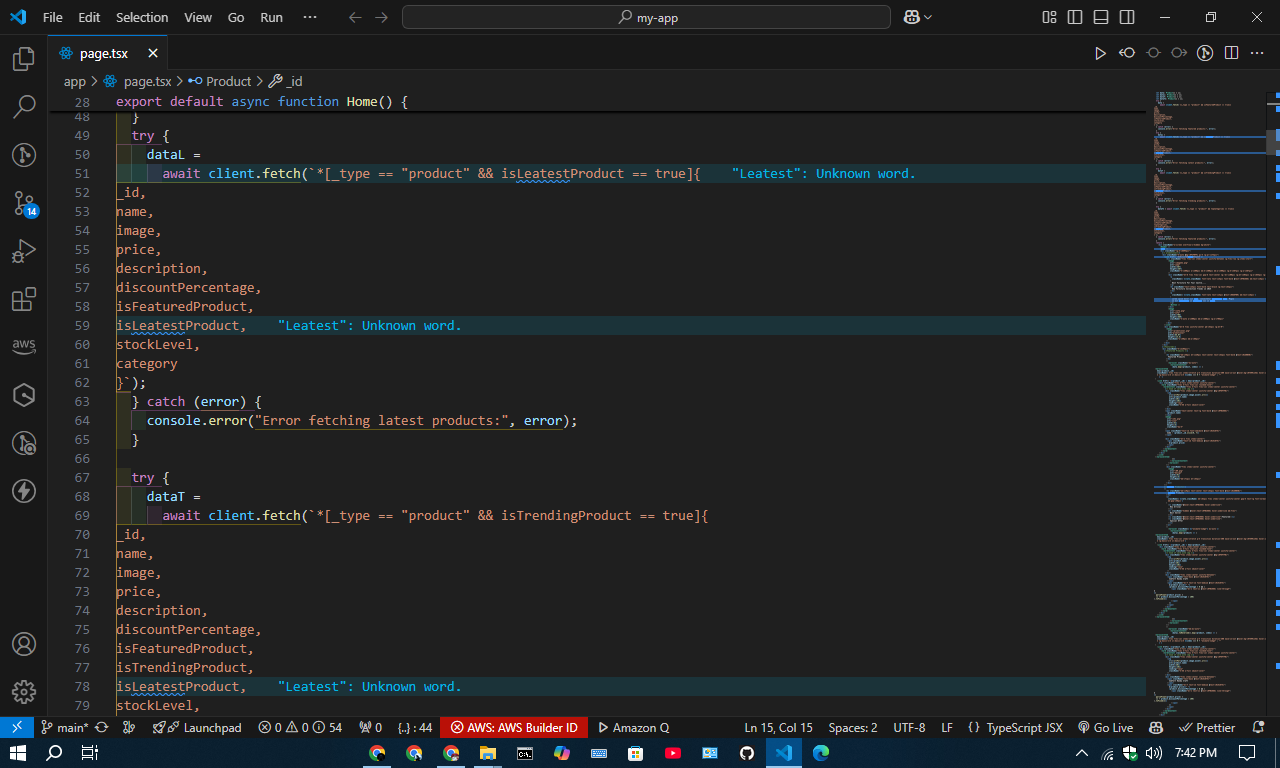 File Edit Selection View Go Run ··· my-app
page.tsx
app > page.tsx > Product > _id
28 export default async function Home() {
48 }
49 try {
50 dataL =
51 await client.fetch(`*[_type == "product" && isLeatestProduct == true]{ "Leatest": Unknown word.
52 _id,
53 name,
54 image,
55 price,
56 description,
57 discountPercentage,
58 isFeaturedProduct,
59 isLeatestProduct, "Leatest": Unknown word.
60 stockLevel,
61 category
62 }`);
63 } catch (error) {
64 console.error("Error fetching latest products:", error);
65 }
66
67 try {
68 dataT =
69 await client.fetch(`*[_type == "product" && isTrendingProduct == true]{
70 _id,
71 name,
72 image,
73 price,
74 description,
75 discountPercentage,
76 isFeaturedProduct,
77 isTrendingProduct,
78 isLeatestProduct, "Leatest": Unknown word.
79 stockLevel,
14
aws
main* Launchpad 0 0 54 0 {..} : 44 AWS: AWS Builder ID Amazon Q Ln 15, Col 15 Spaces: 2 UTF-8 LF { } TypeScript JSX Go Live Prettier
7:42 PM